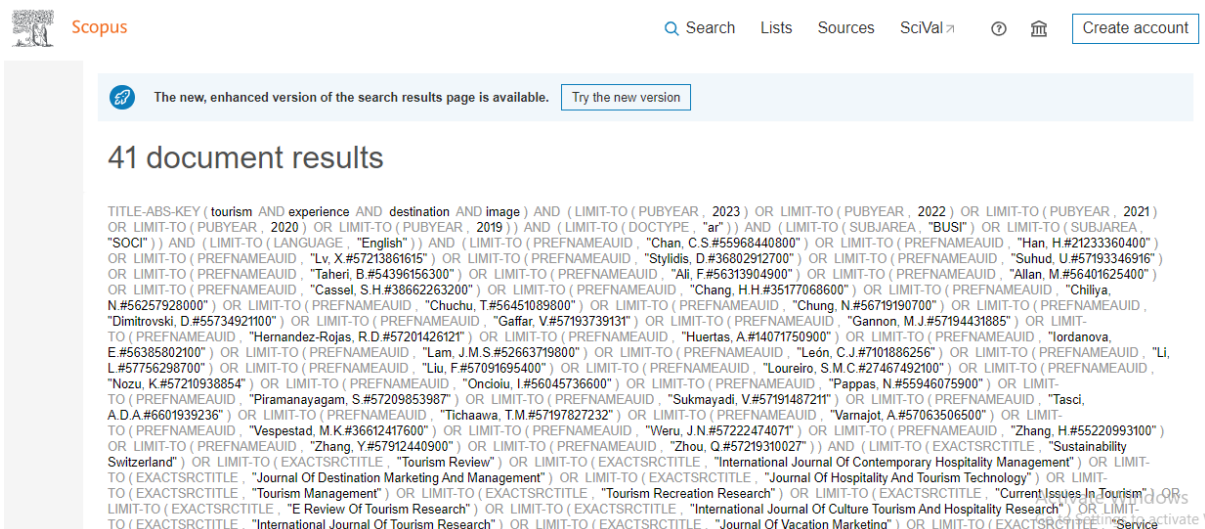 Scopus
Search Lists Sources SciVal Create account
The new, enhanced version of the search results page is available. Try the new version
41 document results
TITLE-ABS-KEY ( tourism AND experience AND destination AND image ) AND ( LIMIT-TO ( PUBYEAR , 2023 ) OR LIMIT-TO ( PUBYEAR , 2022 ) OR LIMIT-TO ( PUBYEAR , 2021 )
OR LIMIT-TO ( PUBYEAR , 2020 ) OR LIMIT-TO ( PUBYEAR , 2019 ) ) AND ( LIMIT-TO ( DOCTYPE , "ar" ) ) AND ( LIMIT-TO ( SUBJAREA , "BUSI" ) OR LIMIT-TO ( SUBJAREA ,
"SOCI" ) ) AND ( LIMIT-TO ( LANGUAGE , "English" ) ) AND ( LIMIT-TO ( PREFNAMEAUID , "Chan, C.S.#55968440800" ) OR LIMIT-TO ( PREFNAMEAUID , "Han, H.#21233360400" )
OR LIMIT-TO ( PREFNAMEAUID , "Lv, X.#57213861615" ) OR LIMIT-TO ( PREFNAMEAUID , "Stylidis, D.#36802912700" ) OR LIMIT-TO ( PREFNAMEAUID , "Suhud, U.#57193346916" )
OR LIMIT-TO ( PREFNAMEAUID , "Taheri, B.#54396156300" ) OR LIMIT-TO ( PREFNAMEAUID , "Ali, F.#56313904900" ) OR LIMIT-TO ( PREFNAMEAUID , "Allan, M.#56401625400" )
OR LIMIT-TO ( PREFNAMEAUID , "Cassel, S.H.#38662263200" ) OR LIMIT-TO ( PREFNAMEAUID , "Chang, H.H.#35177068600" ) OR LIMIT-TO ( PREFNAMEAUID , "Chiliya,
N.#56257928000" ) OR LIMIT-TO ( PREFNAMEAUID , "Chuchu, T.#56451089800" ) OR LIMIT-TO ( PREFNAMEAUID , "Chung, N.#56719190700" ) OR LIMIT-TO ( PREFNAMEAUID ,
"Dimitrovski, D.#55734921100" ) OR LIMIT-TO ( PREFNAMEAUID , "Gaffar, V.#57193739131" ) OR LIMIT-TO ( PREFNAMEAUID , "Gannon, M.J.#57194431885" ) OR LIMIT-
TO ( PREFNAMEAUID , "Hernandez-Rojas, R.D.#57201426121" ) OR LIMIT-TO ( PREFNAMEAUID , "Huertas, A.#14071750900" ) OR LIMIT-TO ( PREFNAMEAUID , "Iordanova,
E.#56385802100" ) OR LIMIT-TO ( PREFNAMEAUID , "Lam, J.M.S.#52663719800" ) OR LIMIT-TO ( PREFNAMEAUID , "León, C.J.#7101886256" ) OR LIMIT-TO ( PREFNAMEAUID , "Li,
L.#57756298700" ) OR LIMIT-TO ( PREFNAMEAUID , "Liu, F.#57091695400" ) OR LIMIT-TO ( PREFNAMEAUID , "Loureiro, S.M.C.#27467492100" ) OR LIMIT-TO ( PREFNAMEAUID ,
"Nozu, K.#57210938854" ) OR LIMIT-TO ( PREFNAMEAUID , "Oncioiu, I.#56045736600" ) OR LIMIT-TO ( PREFNAMEAUID , "Pappas, N.#55946075900" ) OR LIMIT-
TO ( PREFNAMEAUID , "Piramanayagam, S.#57209853987" ) OR LIMIT-TO ( PREFNAMEAUID , "Sukmayadi, V.#57191487211" ) OR LIMIT-TO ( PREFNAMEAUID , "Tasci,
A.D.A.#6601939236" ) OR LIMIT-TO ( PREFNAMEAUID , "Tichaawa, T.M.#57197827232" ) OR LIMIT-TO ( PREFNAMEAUID , "Varnajot, A.#57063506500" ) OR LIMIT-
TO ( PREFNAMEAUID , "Vespestad, M.K.#36612417600" ) OR LIMIT-TO ( PREFNAMEAUID , "Weru, J.N.#57222474071" ) OR LIMIT-TO ( PREFNAMEAUID , "Zhang, H.#55220993100" )
OR LIMIT-TO ( PREFNAMEAUID , "Zhang, Y.#57912440900" ) OR LIMIT-TO ( PREFNAMEAUID , "Zhou, Q.#57219310027" ) ) AND ( LIMIT-TO ( EXACTSRCTITLE , "Sustainability
Switzerland" ) OR LIMIT-TO ( EXACTSRCTITLE , "Tourism Review" ) OR LIMIT-TO ( EXACTSRCTITLE , "International Journal Of Contemporary Hospitality Management" ) OR LIMIT-
TO ( EXACTSRCTITLE , "Journal Of Destination Marketing And Management" ) OR LIMIT-TO ( EXACTSRCTITLE , "Journal Of Hospitality And Tourism Technology" ) OR LIMIT-
TO ( EXACTSRCTITLE , "Tourism Management" ) OR LIMIT-TO ( EXACTSRCTITLE , "Tourism Recreation Research" ) OR LIMIT-TO ( EXACTSRCTITLE , "Current Issues In Tourism" ) OR
LIMIT-TO ( EXACTSRCTITLE , "E Review Of Tourism Research" ) OR LIMIT-TO ( EXACTSRCTITLE , "International Journal Of Culture Tourism And Hospitality Research" ) OR LIMIT-
TO ( EXACTSRCTITLE , "International Journal Of Tourism Research" ) OR LIMIT-TO ( EXACTSRCTITLE , "Journal Of Vacation Marketing" ) OR LIMIT-TO ( EXACTSRCTITLE , "Service
Activate Windows
Go to Settings to activate